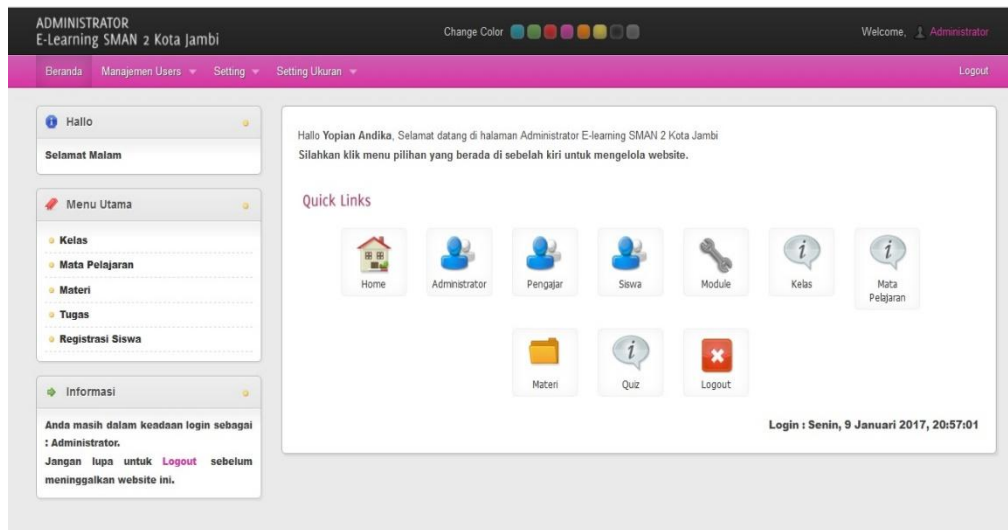 ADMINISTRATOR
E-Learning SMAN 2 Kota Jambi
Change Color
Welcome, Administrator
Beranda Manajemen Users Setting Setting Ukuran Logout
Hallo
Selamat Malam
Menu Utama
Kelas
Mata Pelajaran
Materi
Tugas
Registrasi Siswa
Informasi
Anda masih dalam keadaan login sebagai
: Administrator.
Jangan lupa untuk Logout sebelum
meninggalkan website ini.
Hallo Yopian Andika, Selamat datang di halaman Administrator E-learning SMAN 2 Kota Jambi
Silahkan klik menu pilihan yang berada di sebelah kiri untuk mengelola website.
Quick Links
Home Administrator Pengajar Siswa Module Kelas Mata
Pelajaran
Materi Quiz Logout
Login : Senin, 9 Januari 2017, 20:57:01